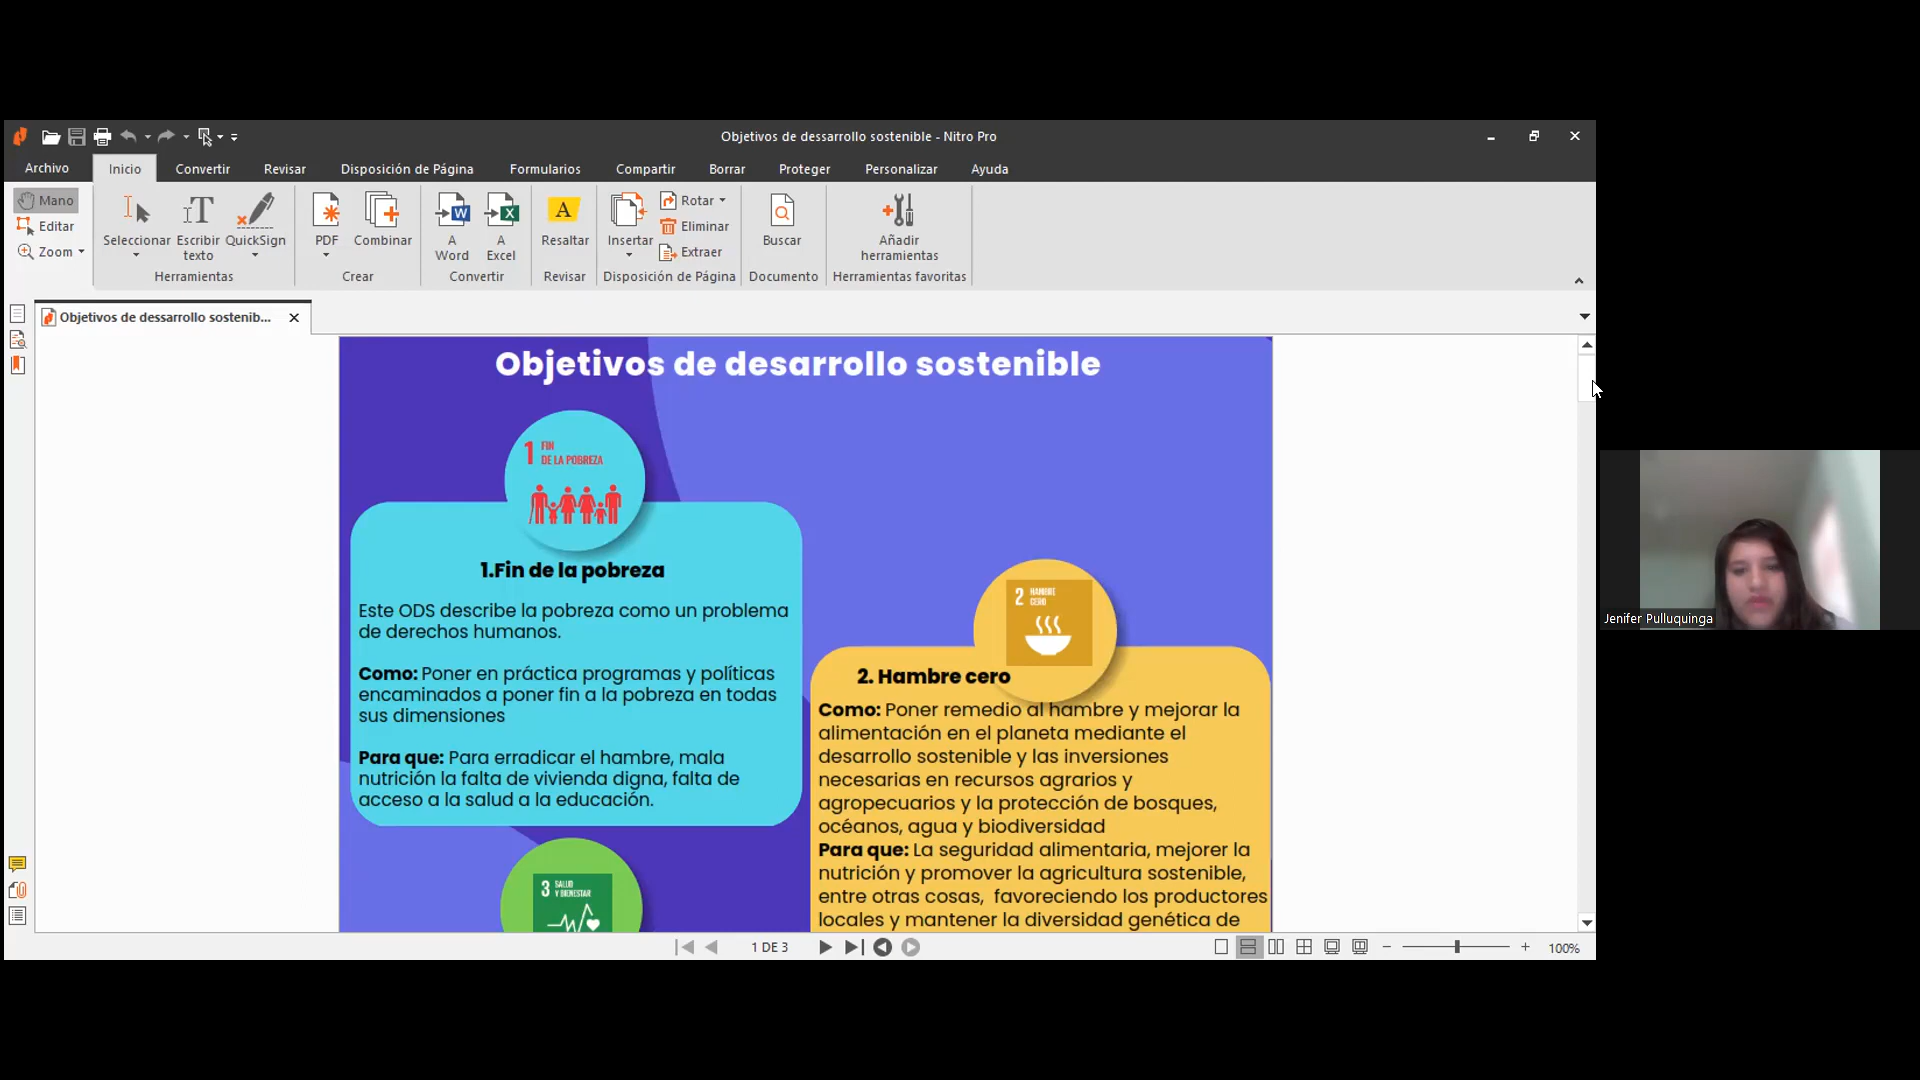 Objetivos de dessarrollo sostenible - Nitro Pro
Archivo
Inicio
Convertir
Revisar
Disposición de Página
Formularios
Compartir
Borrar
Proteger
Personalizar
Ayuda
Mano
Editar
Zoom
Seleccionar
Escribir
texto
QuickSign
Herramientas
PDF
Combinar
Crear
A
Word
A
Excel
Convertir
Resaltar
Revisar
Insertar
Rotar
Eliminar
Extraer
Disposición de Página
Buscar
Documento
Añadir
herramientas
Herramientas favoritas
Objetivos de dessarrollo sostenib...
Objetivos de desarrollo sostenible
1 FIN
DE LA POBREZA
1.Fin de la pobreza
Este ODS describe la pobreza como un problema
de derechos humanos.
Como: Poner en práctica programas y políticas
encaminados a poner fin a la pobreza en todas
sus dimensiones
Para que: Para erradicar el hambre, mala
nutrición la falta de vivienda digna, falta de
acceso a la salud a la educación.
2 HAMBRE
CERO
2. Hambre cero
Como: Poner remedio al hambre y mejorar la
alimentación en el planeta mediante el
desarrollo sostenible y las inversiones
necesarias en recursos agrarios y
agropecuarios y la protección de bosques,
océanos, agua y biodiversidad
Para que: La seguridad alimentaria, mejorer la
nutrición y promover la agricultura sostenible,
entre otras cosas, favoreciendo los productores
locales y mantener la diversidad genética de
3 SALUD
Y BIENESTAR
1 DE 3
100%
Jenifer Pulluquinga